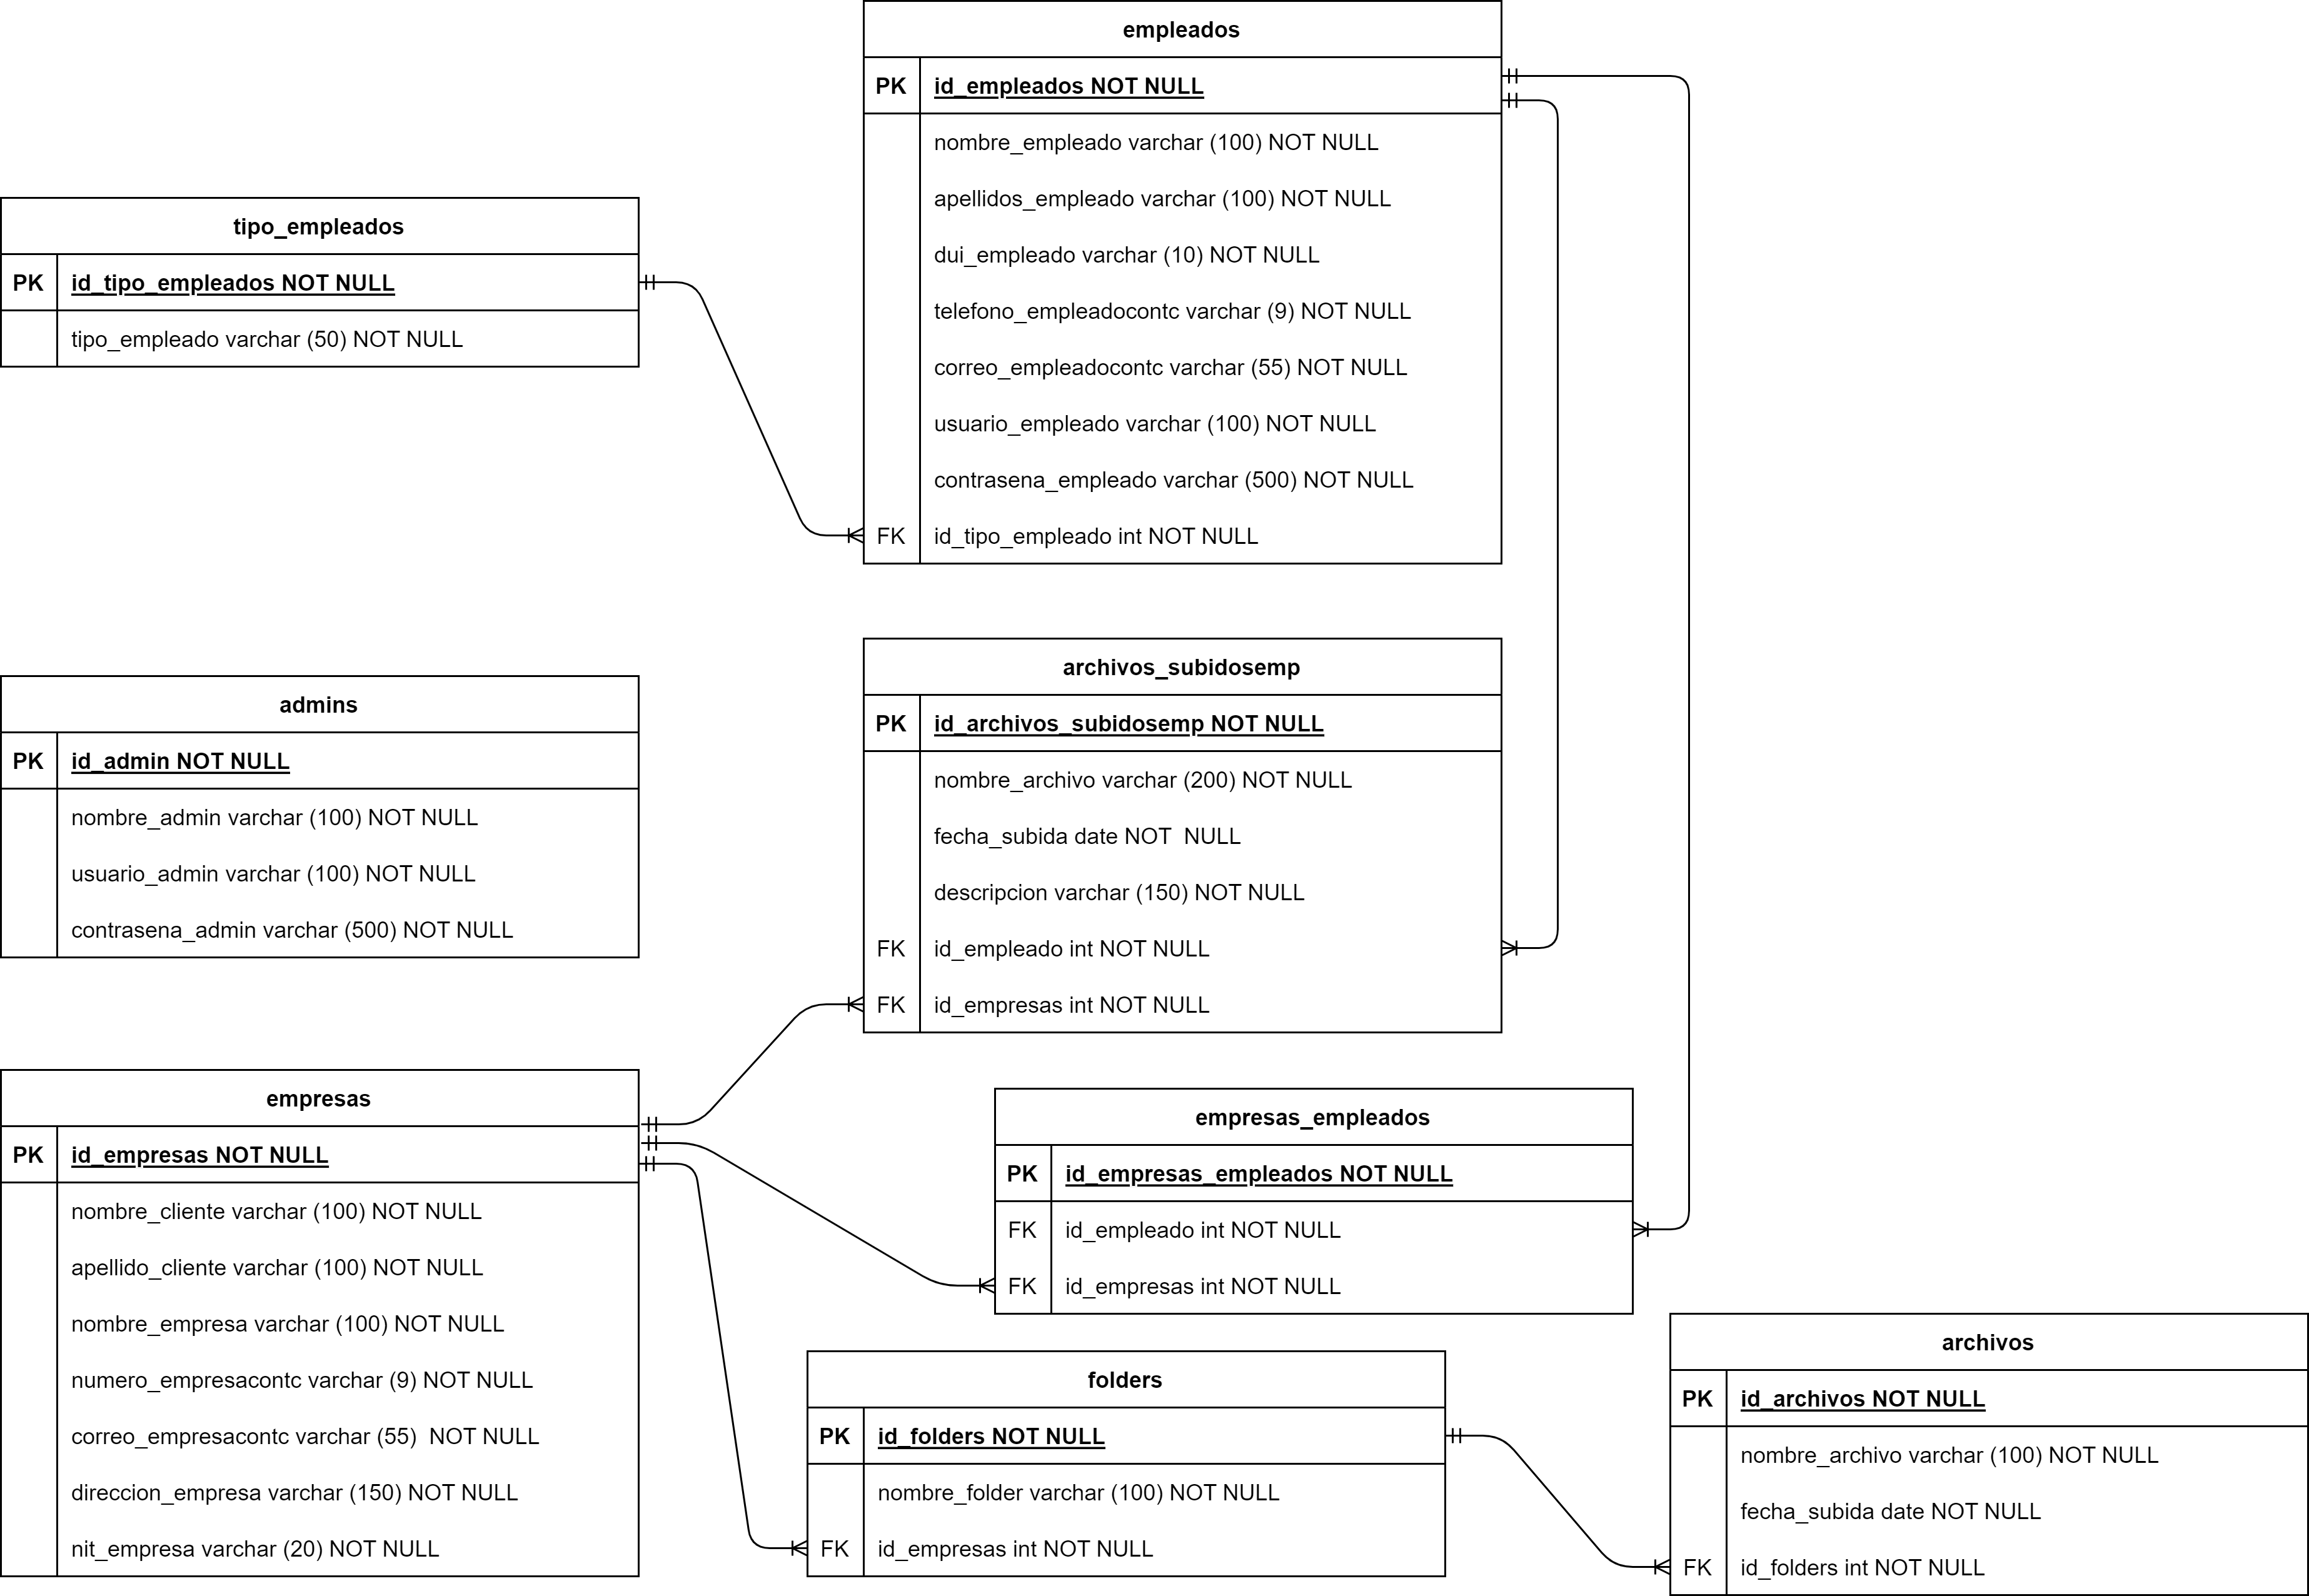 empleados
PK id_empleados NOT NULL
nombre_empleado varchar (100) NOT NULL
apellidos_empleado varchar (100) NOT NULL
dui_empleado varchar (10) NOT NULL
telefono_empleadocontc varchar (9) NOT NULL
correo_empleadocontc varchar (55) NOT NULL
usuario_empleado varchar (100) NOT NULL
contrasena_empleado varchar (500) NOT NULL
FK id_tipo_empleado int NOT NULL
tipo_empleados
PK id_tipo_empleados NOT NULL
tipo_empleado varchar (50) NOT NULL
archivos_subidosemp
PK id_archivos_subidosemp NOT NULL
nombre_archivo varchar (200) NOT NULL
fecha_subida date NOT  NULL
descripcion varchar (150) NOT NULL
FK id_empleado int NOT NULL
FK id_empresas int NOT NULL
admins
PK id_admin NOT NULL
nombre_admin varchar (100) NOT NULL
usuario_admin varchar (100) NOT NULL
contrasena_admin varchar (500) NOT NULL
empresas
PK id_empresas NOT NULL
nombre_cliente varchar (100) NOT NULL
apellido_cliente varchar (100) NOT NULL
nombre_empresa varchar (100) NOT NULL
numero_empresacontc varchar (9) NOT NULL
correo_empresacontc varchar (55)  NOT NULL
direccion_empresa varchar (150) NOT NULL
nit_empresa varchar (20) NOT NULL
empresas_empleados
PK id_empresas_empleados NOT NULL
FK id_empleado int NOT NULL
FK id_empresas int NOT NULL
folders
PK id_folders NOT NULL
nombre_folder varchar (100) NOT NULL
FK id_empresas int NOT NULL
archivos
PK id_archivos NOT NULL
nombre_archivo varchar (100) NOT NULL
fecha_subida date NOT NULL
FK id_folders int NOT NULL